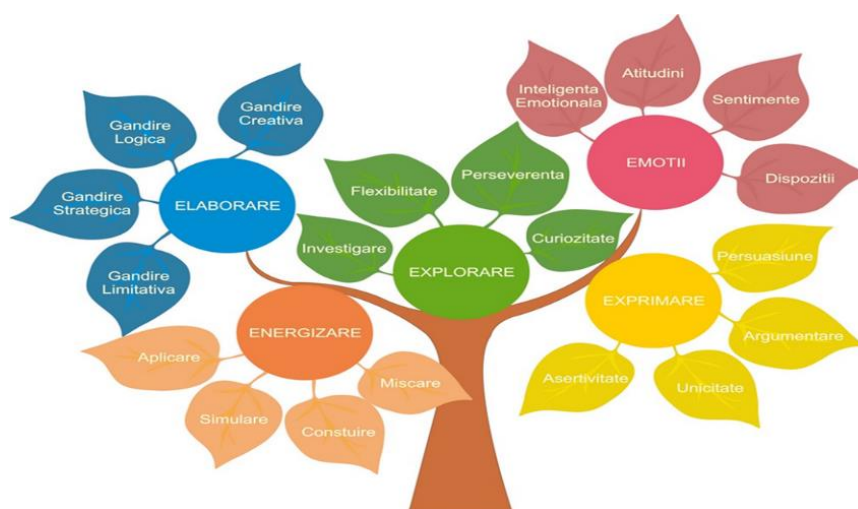 Gandire
Creativa
Gandire
Logica
Gandire
Strategica
Gandire
Limitativa
ELABORARE
Flexibilitate
Perseverenta
Investigare
Curiozitate
EXPLORARE
Inteligenta
Emotionala
Atitudini
Sentimente
Dispozitii
EMOTII
Aplicare
Simulare
Constuire
Miscare
ENERGIZARE
Persuasiune
Argumentare
Unicitate
Asertivitate
EXPRIMARE